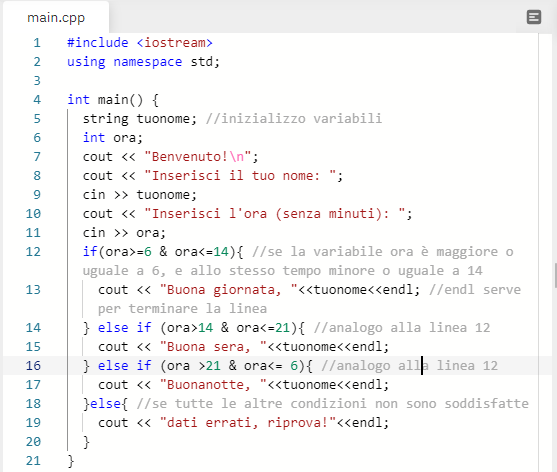 main.cpp
1 #include <iostream>
2 using namespace std;
3
4 int main() {
5 string tuonome; //inizializzo variabili
6 int ora;
7 cout << "Benvenuto!\n";
8 cout << "Inserisci il tuo nome: ";
9 cin >> tuonome;
10 cout << "Inserisci l'ora (senza minuti): ";
11 cin >> ora;
12 if(ora>=6 & ora<=14){ //se la variabile ora è maggiore o
uguale a 6, e allo stesso tempo minore o uguale a 14
13 cout << "Buona giornata, "<<tuonome<<endl; //endl serve
per terminare la linea
14 } else if (ora>14 & ora<=21){ //analogo alla linea 12
15 cout << "Buona sera, "<<tuonome<<endl;
16 } else if (ora >21 & ora<= 6){ //analogo alla linea 12
17 cout << "Buonanotte, "<<tuonome<<endl;
18 }else{ //se tutte le altre condizioni non sono soddisfatte
19 cout << "dati errati, riprova!"<<endl;
20 }
21 }